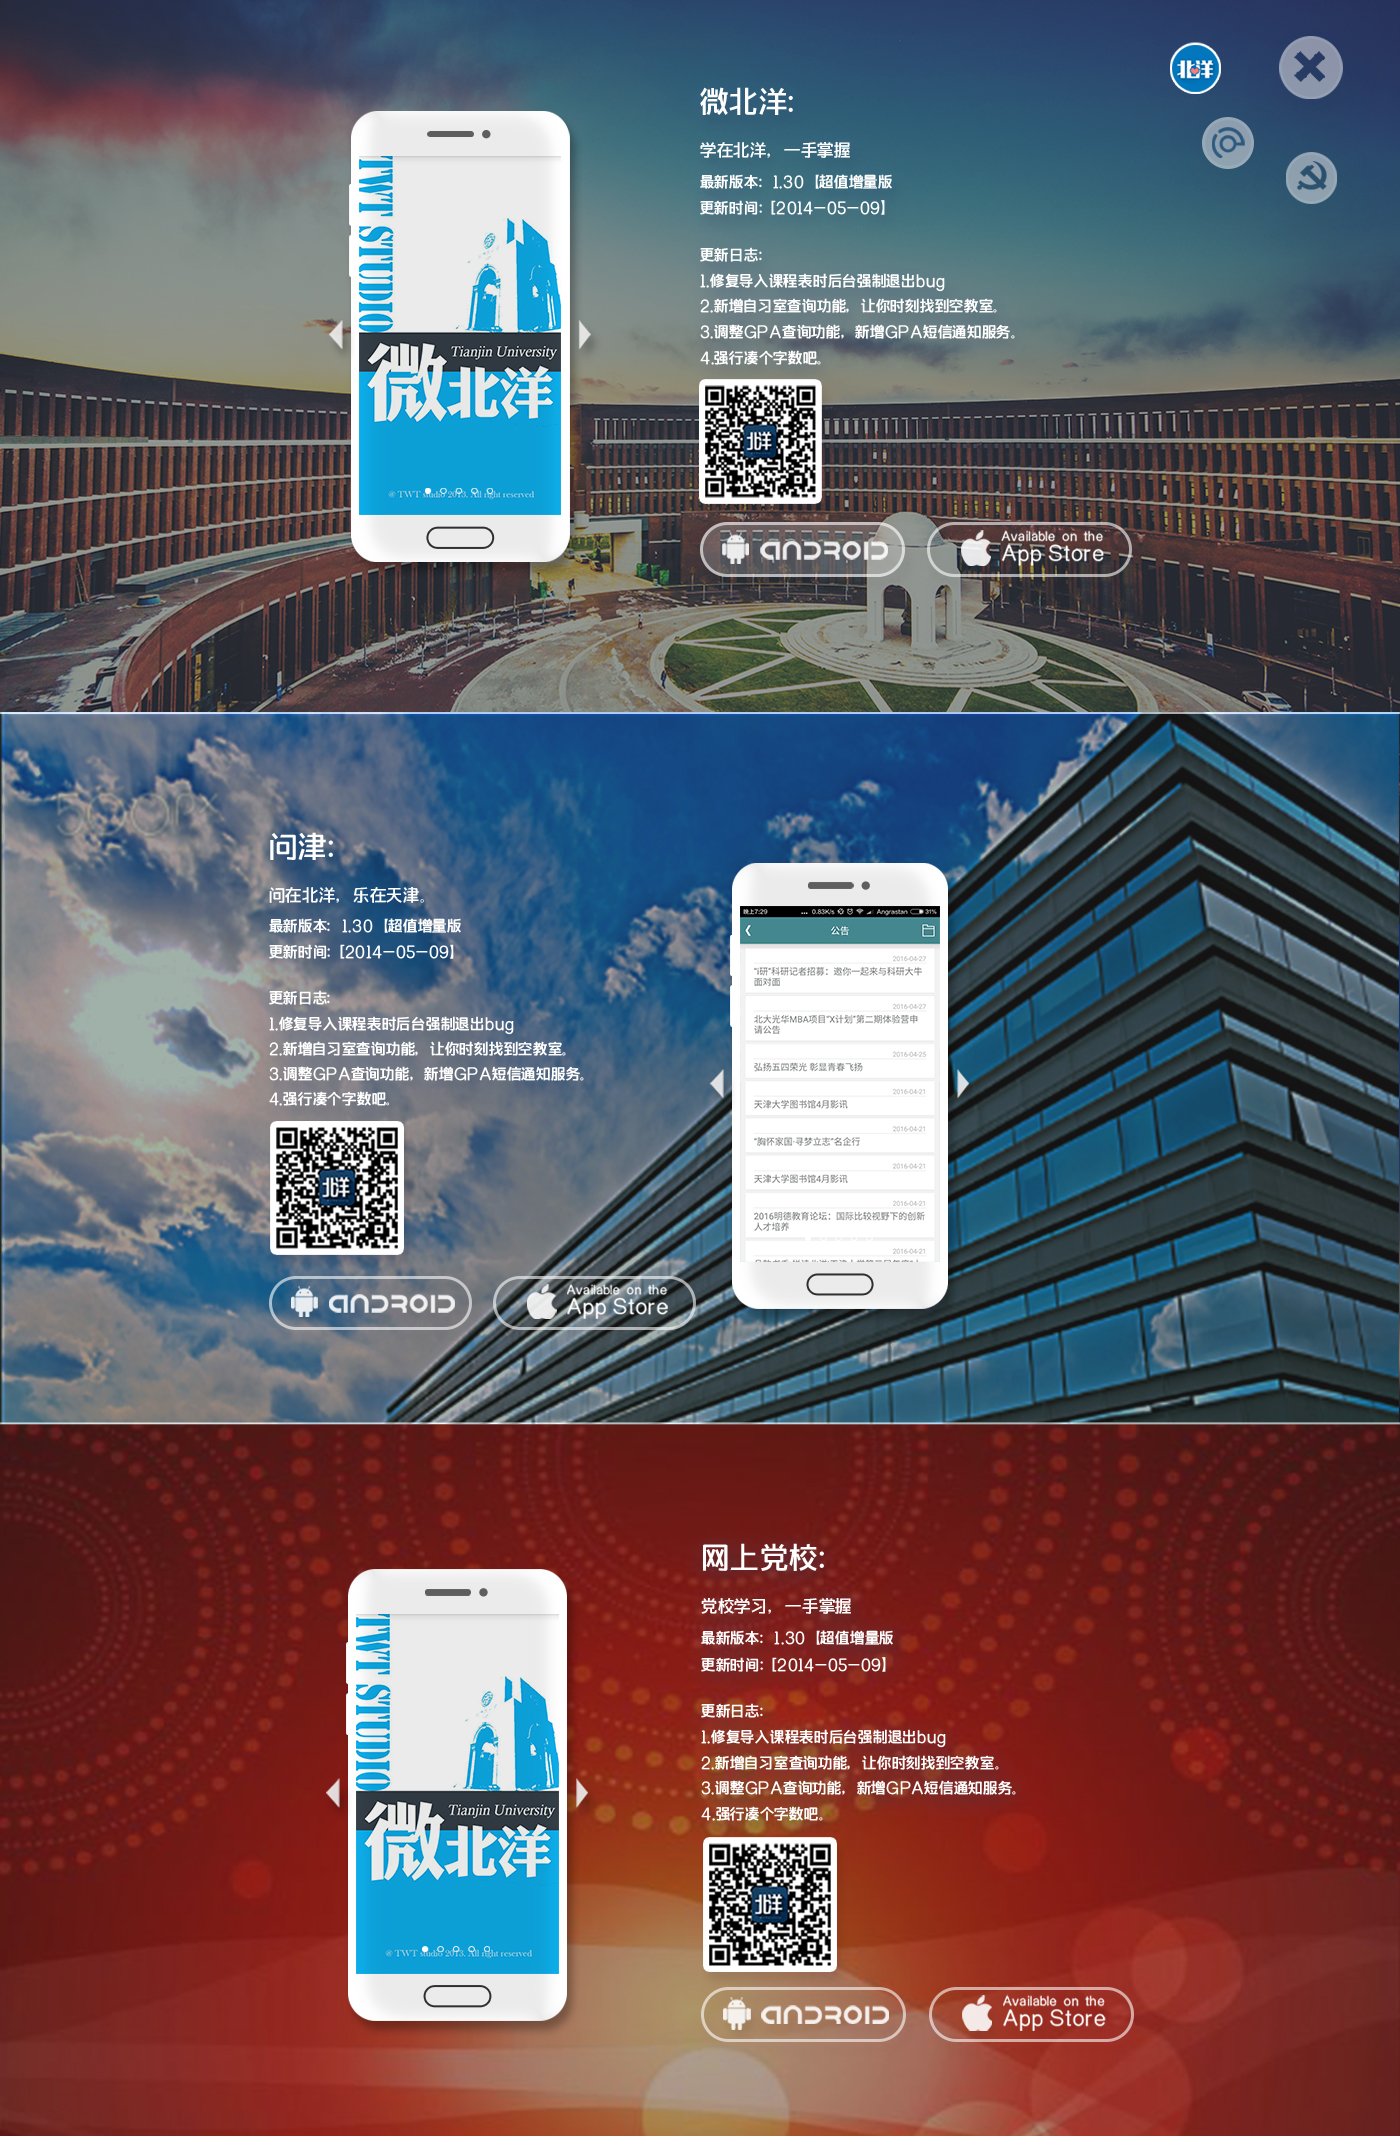 北洋
微北洋:
学在北洋，一手掌握
最新版本：1.30【超值增量版
更新时间：【2014-05-09】
更新日志：
1.修复导入课程表时后台强制退出bug
2.新增自习室查询功能，让你时刻找到空教室。
3.调整GPA查询功能，新增GPA短信通知服务。
4.强行凑个字数吧。
TWT STUDIO
Tianjin University
微北洋
@ TWT studio 2013. All right reserved
北洋
ANDROID
Available on the
App Store
500px
问津:
问在北洋，乐在天津。
最新版本：1.30【超值增量版
更新时间：【2014-05-09】
更新日志：
1.修复导入课程表时后台强制退出bug
2.新增自习室查询功能，让你时刻找到空教室。
3.调整GPA查询功能，新增GPA短信通知服务。
4.强行凑个字数吧。
北洋
ANDROID
Available on the
App Store
晚上7:29 ... 0.83K/s Angrastan 31%
公告
2016-04-27
"i研"科研记者招募：邀你一起来与科研大牛
面对面
2016-04-27
北大光华MBA项目"X计划"第二期体验营申
请公告
2016-04-25
弘扬五四荣光 彰显青春飞扬
2016-04-21
天津大学图书馆4月影讯
2016-04-21
"胸怀家国·寻梦立志"名企行
2016-04-21
天津大学图书馆4月影讯
2016-04-21
2016明德教育论坛：国际比较视野下的创新
人才培养
2016-04-21
网上党校:
党校学习，一手掌握
最新版本：1.30【超值增量版
更新时间：【2014-05-09】
更新日志：
1.修复导入课程表时后台强制退出bug
2.新增自习室查询功能，让你时刻找到空教室。
3.调整GPA查询功能，新增GPA短信通知服务。
4.强行凑个字数吧。
TWT STUDIO
Tianjin University
微北洋
@ TWT studio 2013. All right reserved
北洋
ANDROID
Available on the
App Store